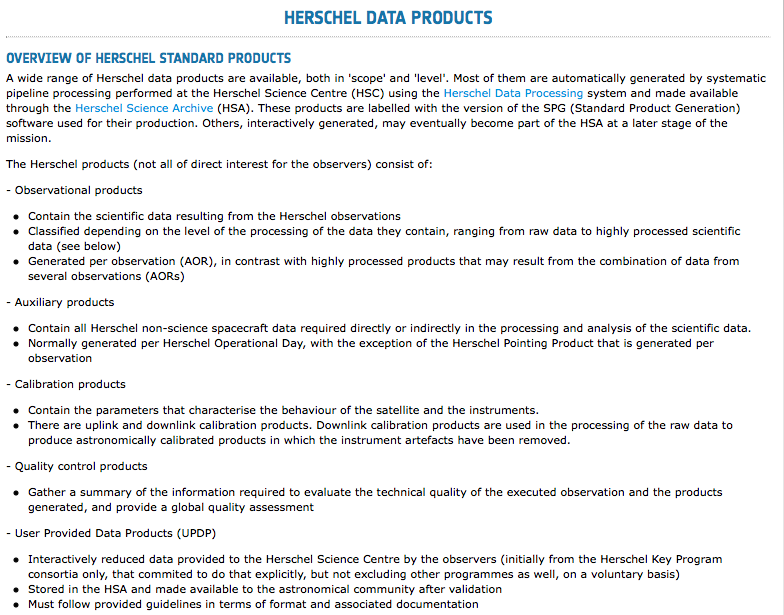 HERSCHEL DATA PRODUCTS
OVERVIEW OF HERSCHEL STANDARD PRODUCTS
A wide range of Herschel data products are available, both in 'scope' and 'level'. Most of them are automatically generated by systematic
pipeline processing performed at the Herschel Science Centre (HSC) using the Herschel Data Processing system and made available
through the Herschel Science Archive (HSA). These products are labelled with the version of the SPG (Standard Product Generation)
software used for their production. Others, interactively generated, may eventually become part of the HSA at a later stage of the
mission.
The Herschel products (not all of direct interest for the observers) consist of:
- Observational products
• Contain the scientific data resulting from the Herschel observations
• Classified depending on the level of the processing of the data they contain, ranging from raw data to highly processed scientific
data (see below)
• Generated per observation (AOR), in contrast with highly processed products that may result from the combination of data from
several observations (AORs)
- Auxiliary products
• Contain all Herschel non-science spacecraft data required directly or indirectly in the processing and analysis of the scientific data.
• Normally generated per Herschel Operational Day, with the exception of the Herschel Pointing Product that is generated per
observation
- Calibration products
• Contain the parameters that characterise the behaviour of the satellite and the instruments.
• There are uplink and downlink calibration products. Downlink calibration products are used in the processing of the raw data to
produce astronomically calibrated products in which the instrument artefacts have been removed.
- Quality control products
• Gather a summary of the information required to evaluate the technical quality of the executed observation and the products
generated, and provide a global quality assessment
- User Provided Data Products (UPDP)
• Interactively reduced data provided to the Herschel Science Centre by the observers (initially from the Herschel Key Program
consortia only, that commited to do that explicitly, but not excluding other programmes as well, on a voluntary basis)
• Stored in the HSA and made available to the astronomical community after validation
• Must follow provided guidelines in terms of format and associated documentation